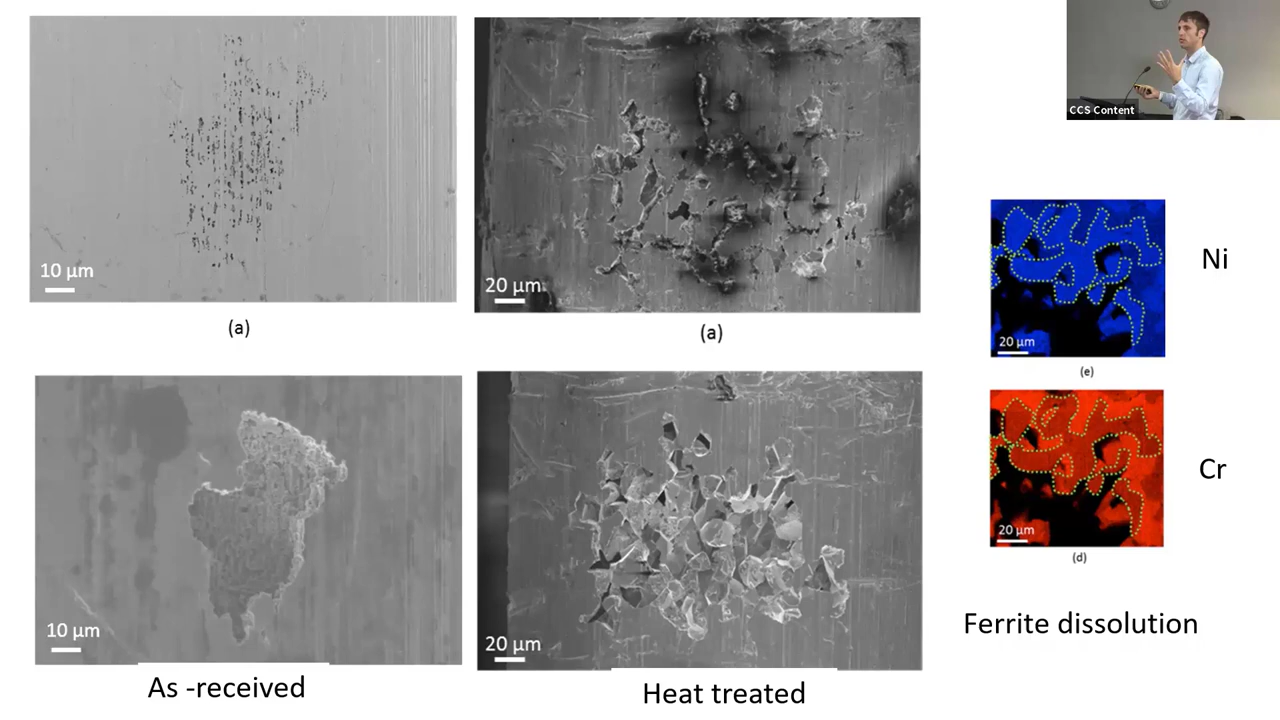 10 µm
(a)
20 µm
(a)
10 µm
As -received
20 µm
Heat treated
CCS Content
20 µm
(e)
Ni
20 µm
(d)
Cr
Ferrite dissolution